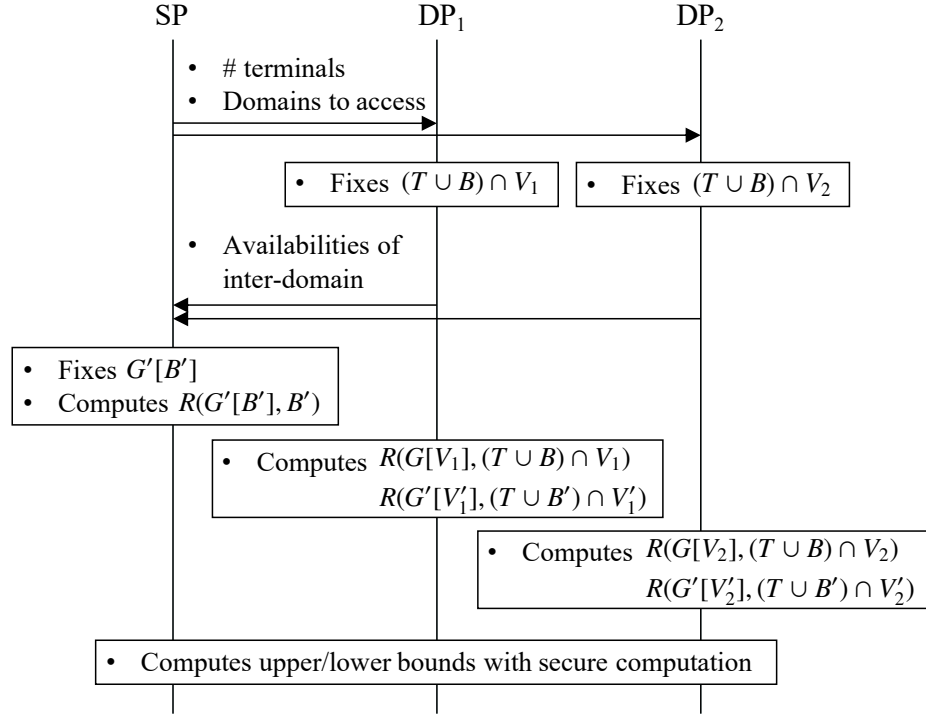 SP DP₁ DP₂
• # terminals
• Domains to access
• Fixes (T ∪ B) ∩ V₁
• Fixes (T ∪ B) ∩ V₂
• Availabilities of
inter-domain
• Fixes G′[B′]
• Computes R(G′[B′], B′)
• Computes R(G[V₁], (T ∪ B) ∩ V₁)
R(G′[V′₁], (T ∪ B′) ∩ V′₁)
• Computes R(G[V₂], (T ∪ B) ∩ V₂)
R(G′[V′₂], (T ∪ B′) ∩ V′₂)
• Computes upper/lower bounds with secure computation